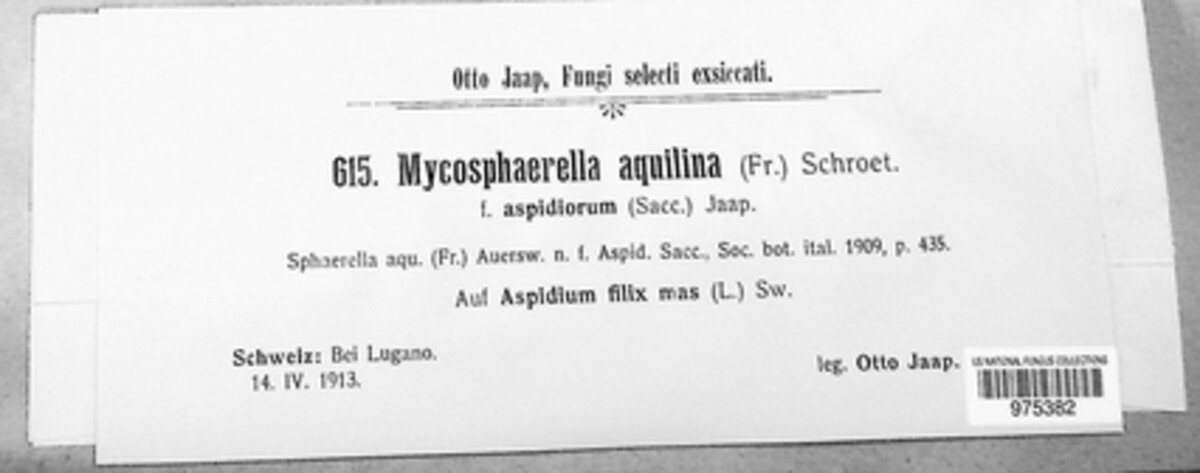 Otto Jaap, Fungi selecti exsiccati.
615. Mycosphaerella aquilina (Fr.) Schroet.
f. aspidiorum (Sacc.) Jaap.
Sphaerella aqu. (Fr.) Auersw. n. f. Aspid. Sacc., Soc. bot. ital. 1909, p. 435.
Auf Aspidium filix mas (L.) Sw.
Schweiz: Bei Lugano.
14. IV. 1913.
leg. Otto Jaap.
US NATIONAL FUNGUS COLLECTIONS
975382